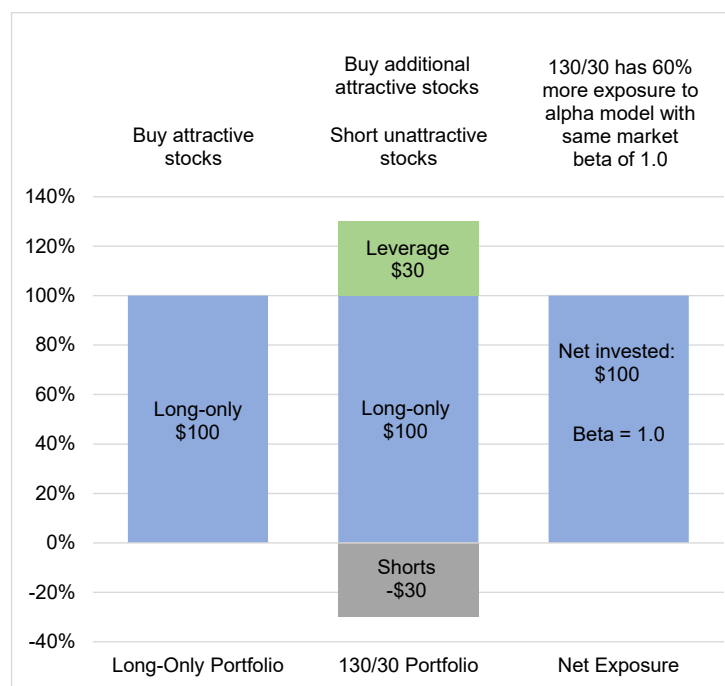 Buy attractive
stocks
Buy additional
attractive stocks
Short unattractive
stocks
130/30 has 60%
more exposure to
alpha model with
same market
beta of 1.0
140%
120%
100%
80%
60%
40%
20%
0%
-20%
-40%
Long-only
$100
Leverage
$30
Long-only
$100
Shorts
-$30
Net invested:
$100
Beta = 1.0
Long-Only Portfolio
130/30 Portfolio
Net Exposure